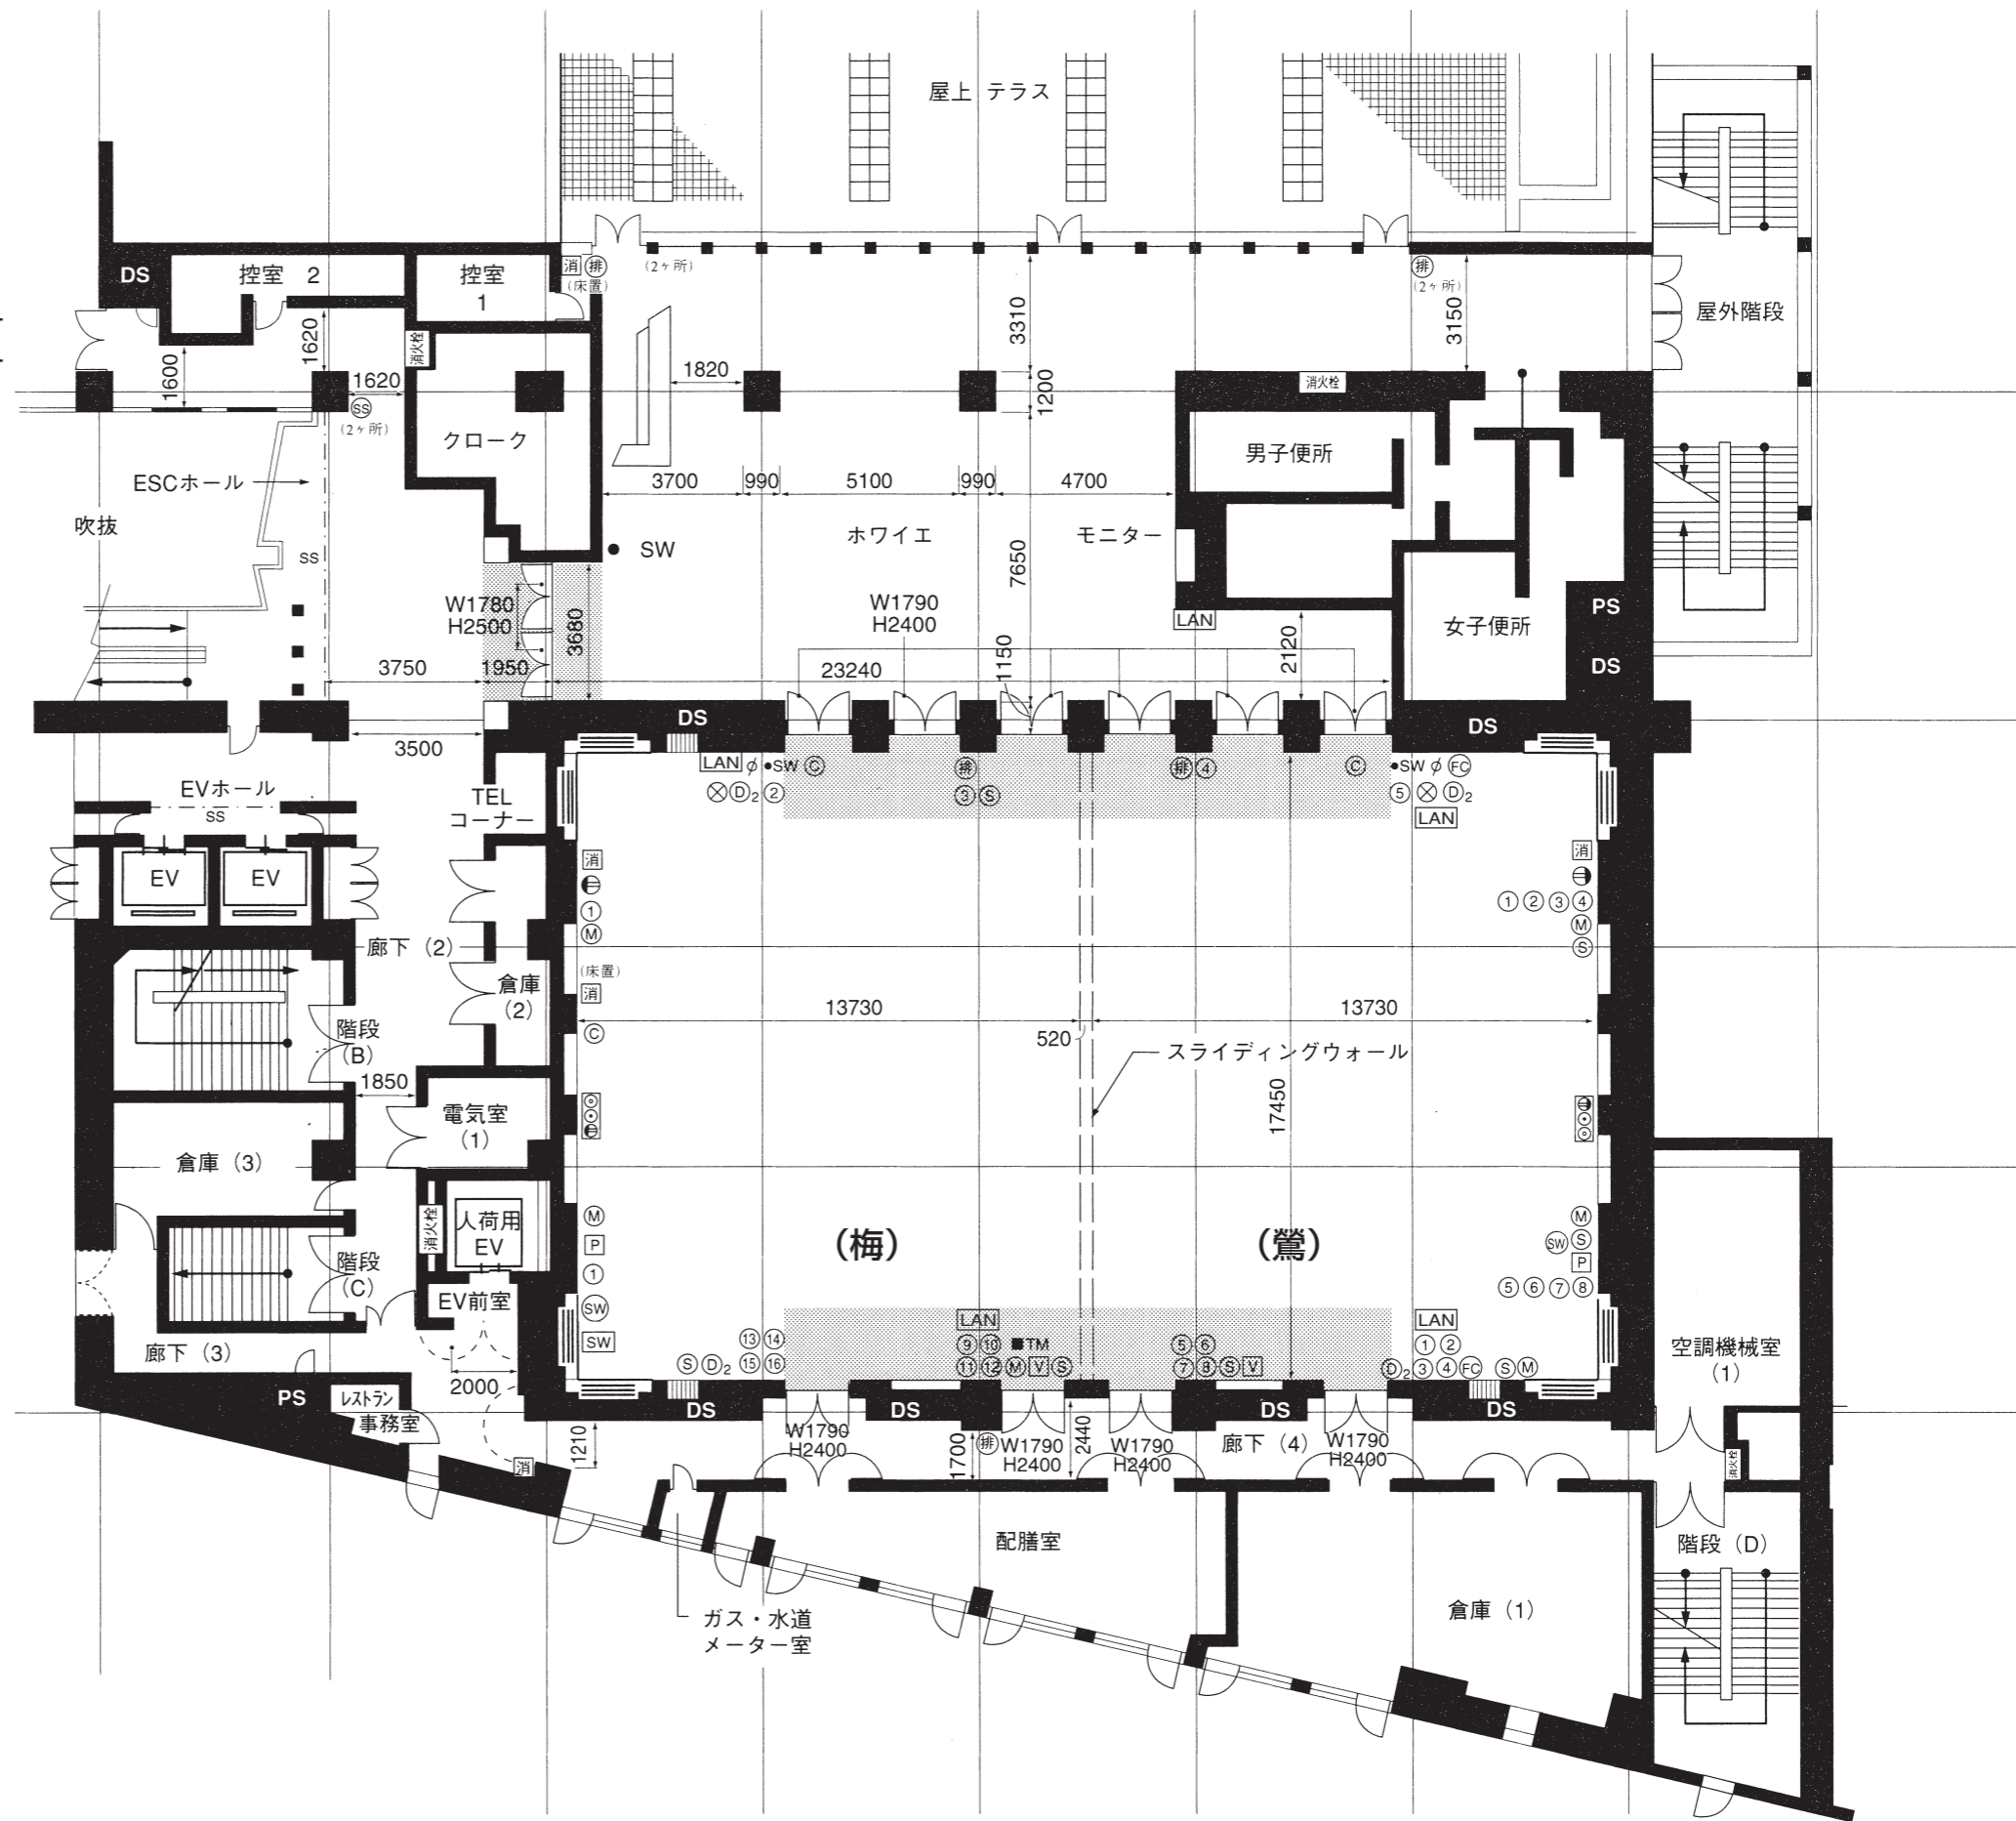 屋上 テラス
DS
控室 2
控室
1
消 排
(床置)
(2ヶ所)
排
(2ヶ所)
屋外階段
1600
1620
消火栓
1620
SS
(2ヶ所)
1820
3310
1200
3150
消火栓
クローク
男子便所
ESCホール
吹抜
SS
3700
990
5100
990
4700
SW
ホワイエ
モニター
7650
W1780
H2500
3680
W1790
H2400
LAN
女子便所
PS
DS
3750
1950
23240
1150
2120
DS
DS
3500
LAN ø •SW C
⊗ D₂ 2
排
3 S
排 4
C
•SW ø FC
5 ⊗ D₂
LAN
EVホール
SS
TEL
コーナー
EV
EV
消
1
M
消
1 2 3 4
M
S
廊下 (2)
(床置)
消
倉庫
(2)
C
13730
13730
520
スライディングウォール
階段
(B)
1850
電気室
(1)
17450
倉庫 (3)
消火栓
人荷用
EV
M
P
1
SW
SW
(梅)
(鶯)
M
SW S
P
5 6 7 8
階段
(C)
EV前室
廊下 (3)
2000
13 14
15 16
S D₂
LAN
9 10 ■TM
11 12 M V S
5 6
7 8 S V
LAN
1 2
D₂ 3 4 FC S M
空調機械室
(1)
PS
レストラン
事務室
DS
DS
DS
DS
1210
W1790
H2400
1700
排
W1790
H2400
2440
W1790
H2400
廊下 (4)
W1790
H2400
消火栓
消
配膳室
階段 (D)
ガス・水道
メーター室
倉庫 (1)